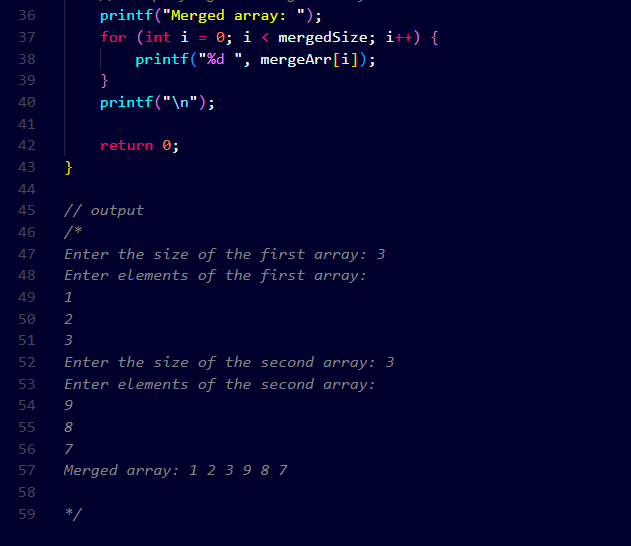 36 printf("Merged array: ");
37 for (int i = 0; i < mergedSize; i++) {
38 printf("%d ", mergeArr[i]);
39 }
40 printf("\n");
41
42 return 0;
43 }
44
45 // output
46 /*
47 Enter the size of the first array: 3
48 Enter elements of the first array:
49 1
50 2
51 3
52 Enter the size of the second array: 3
53 Enter elements of the second array:
54 9
55 8
56 7
57 Merged array: 1 2 3 9 8 7
58
59 */